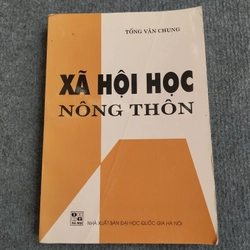 TỐNG VĂN CHUNG
XÃ HỘI HỌC
NÔNG THÔN
NHÀ XUẤT BẢN ĐẠI HỌC QUỐC GIA HÀ NỘI